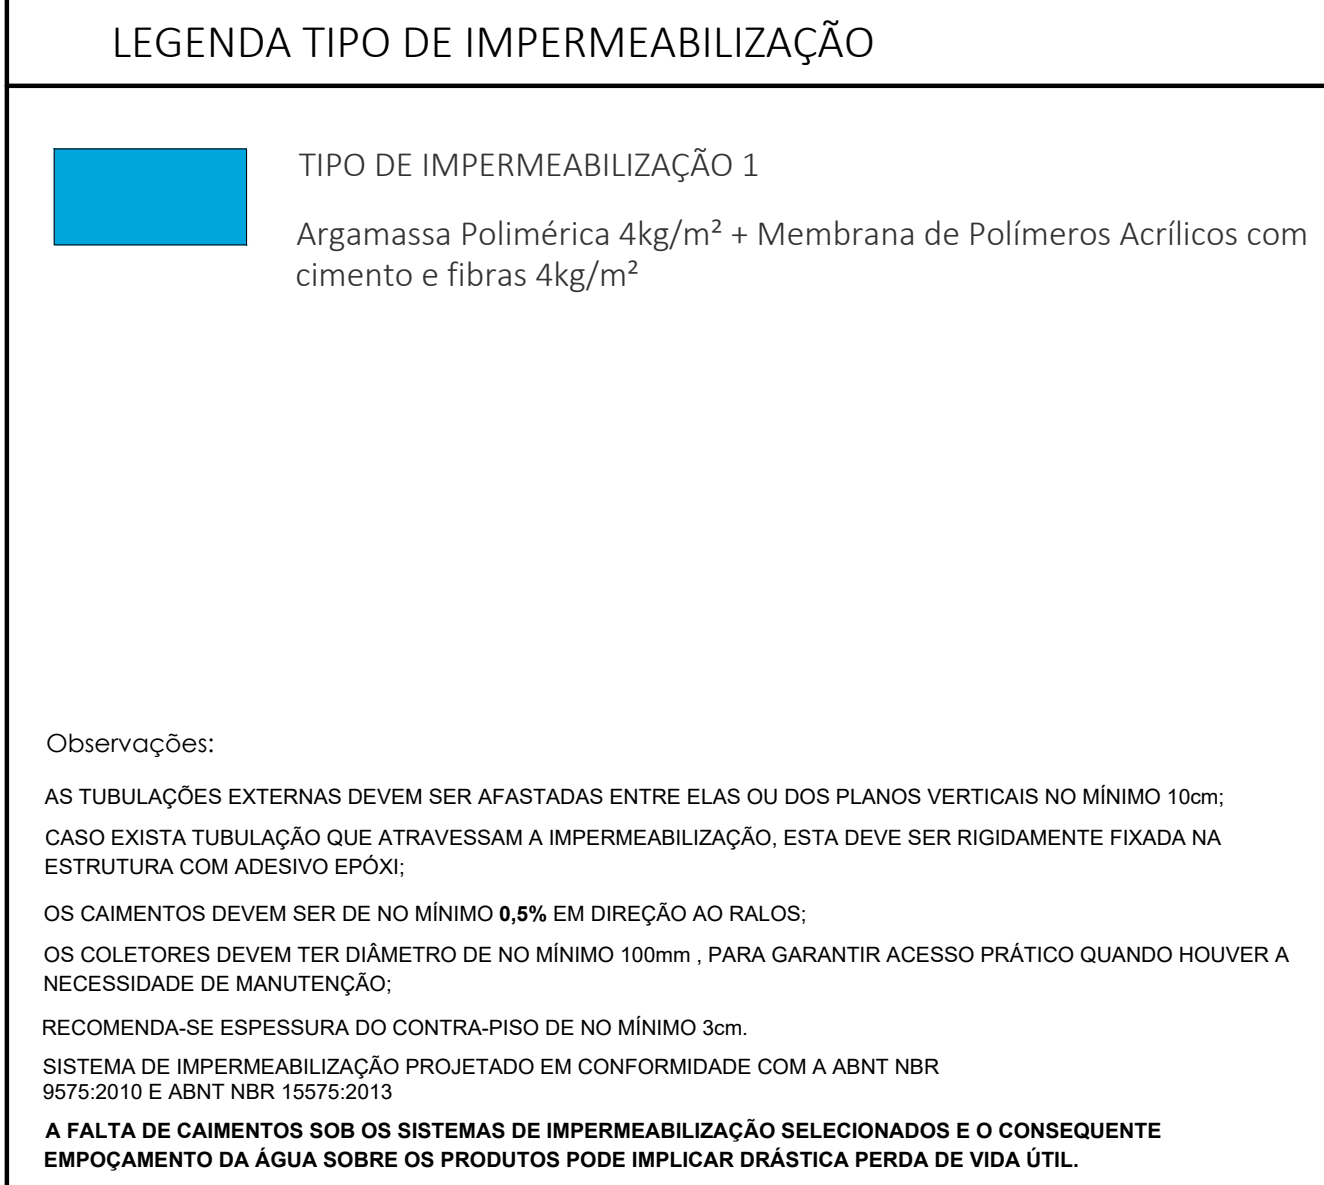 LEGENDA TIPO DE IMPERMEABILIZAÇÃO
TIPO DE IMPERMEABILIZAÇÃO 1
Argamassa Polimérica 4kg/m² + Membrana de Polímeros Acrílicos com
cimento e fibras 4kg/m²
Observações:
AS TUBULAÇÕES EXTERNAS DEVEM SER AFASTADAS ENTRE ELAS OU DOS PLANOS VERTICAIS NO MÍNIMO 10cm;
CASO EXISTA TUBULAÇÃO QUE ATRAVESSAM A IMPERMEABILIZAÇÃO, ESTA DEVE SER RIGIDAMENTE FIXADA NA
ESTRUTURA COM ADESIVO EPÓXI;
OS CAIMENTOS DEVEM SER DE NO MÍNIMO 0,5% EM DIREÇÃO AO RALOS;
OS COLETORES DEVEM TER DIÂMETRO DE NO MÍNIMO 100mm , PARA GARANTIR ACESSO PRÁTICO QUANDO HOUVER A
NECESSIDADE DE MANUTENÇÃO;
RECOMENDA-SE ESPESSURA DO CONTRA-PISO DE NO MÍNIMO 3cm.
SISTEMA DE IMPERMEABILIZAÇÃO PROJETADO EM CONFORMIDADE COM A ABNT NBR
9575:2010 E ABNT NBR 15575:2013
A FALTA DE CAIMENTOS SOB OS SISTEMAS DE IMPERMEABILIZAÇÃO SELECIONADOS E O CONSEQUENTE
EMPOÇAMENTO DA ÁGUA SOBRE OS PRODUTOS PODE IMPLICAR DRÁSTICA PERDA DE VIDA ÚTIL.